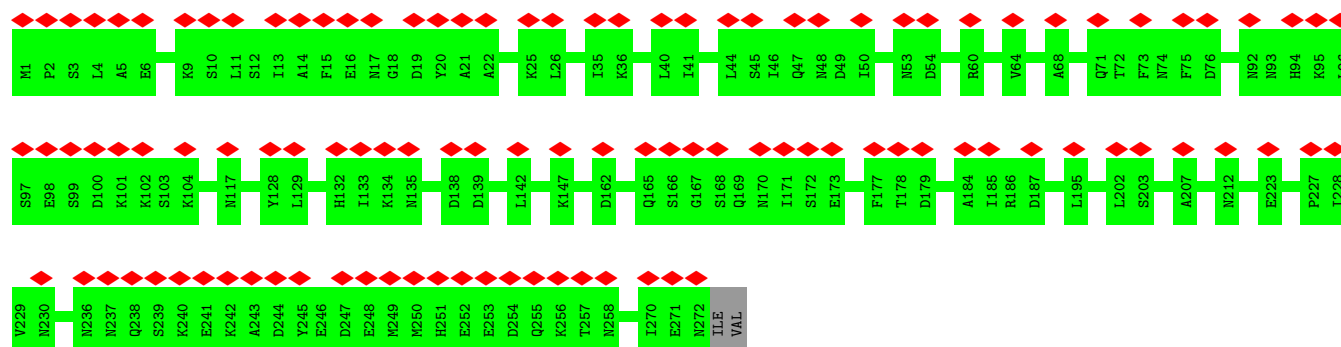 M1 P2 S3 L4 A5 E6 K9 S10 L11 S12 I13 A14 F15 E16 N17 G18 D19 Y20 A21 A22 K25 L26 I35 K36 L40 I41 L44 S45 I46 Q47 N48 D49 I50 N53 D54 R60 V64 A68 Q71 T72 F73 N74 F75 D76 N92 N93 H94 K95
S97 E98 S99 D100 K101 K102 S103 K104 N117 Y128 L129 H132 I133 K134 N135 D138 D139 L142 K147 D162 Q165 S166 G167 S168 Q169 N170 I171 S172 E173 F177 T178 D179 A184 I185 R186 D187 L195 L202 S203 A207 N212 E223 P227 I228
V229 N230 N236 N237 Q238 S239 K240 E241 K242 A243 D244 Y245 E246 D247 E248 M249 M250 H251 E252 E253 D254 Q255 K256 T257 N258 I270 E271 N272 ILE VAL